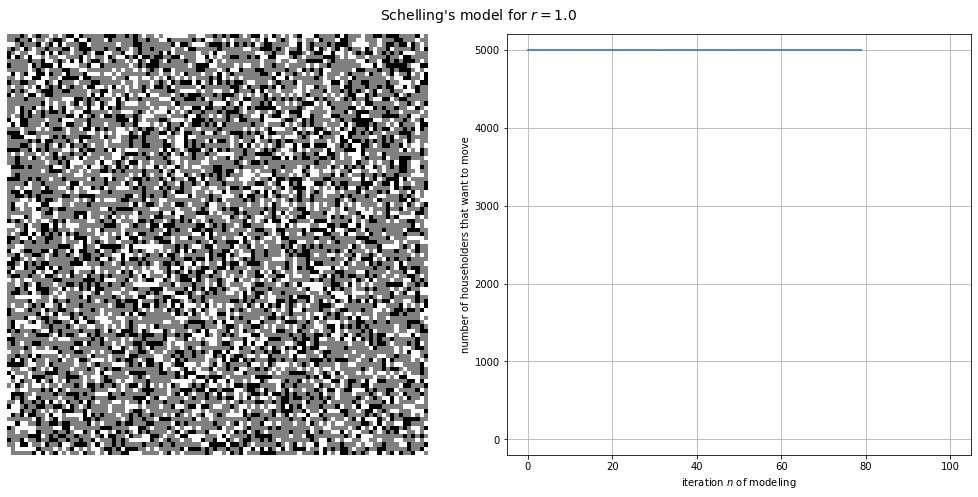 Schelling's model for r = 1.0
number of householders that want to move
5000
4000
3000
2000
1000
0
0 20 40 60 80 100
iteration n of modeling